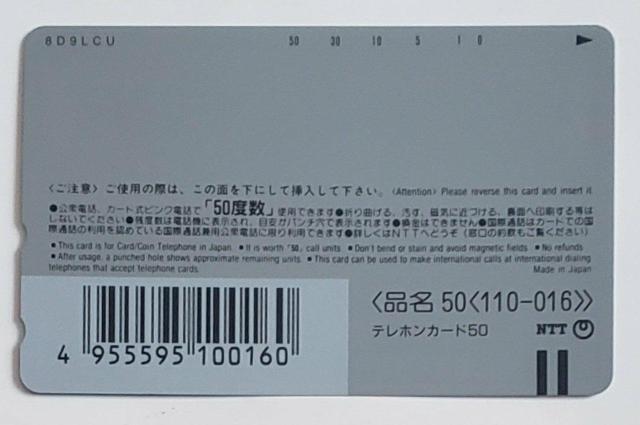 8D9LCU 50 30 10 5 1 0
〈ご注意〉ご使用の際は、この面を下にして挿入して下さい。〈Attention〉Please reverse this card and insert it
●公衆電話、カード式ピンク電話で「50度数」使用できます●折り曲げる、汚す、磁気に近づける、裏面へ印刷する等は
しないでください●残度数は電話機に表示され、目安がパンチ穴で表示されます●換金はできません●国際通話はカードでの国
際通話の利用を認めている国際通話兼用公衆電話に限り利用できます●詳しくはNTTへどうぞ(窓口の約款もご覧ください)
● This card is for Card/Coin Telephone in Japan. ● It is worth "50" call units ● Don't bend or stain and avoid magnetic fields ● No refunds
● After usage, a punched hole shows approximate remaining units. ● This card can be used to make international calls at international dialing
telephones that accept telephone cards. Made in Japan
〈品名 50〈110-016〉〉
テレホンカード50 NTT
4 955595 100160